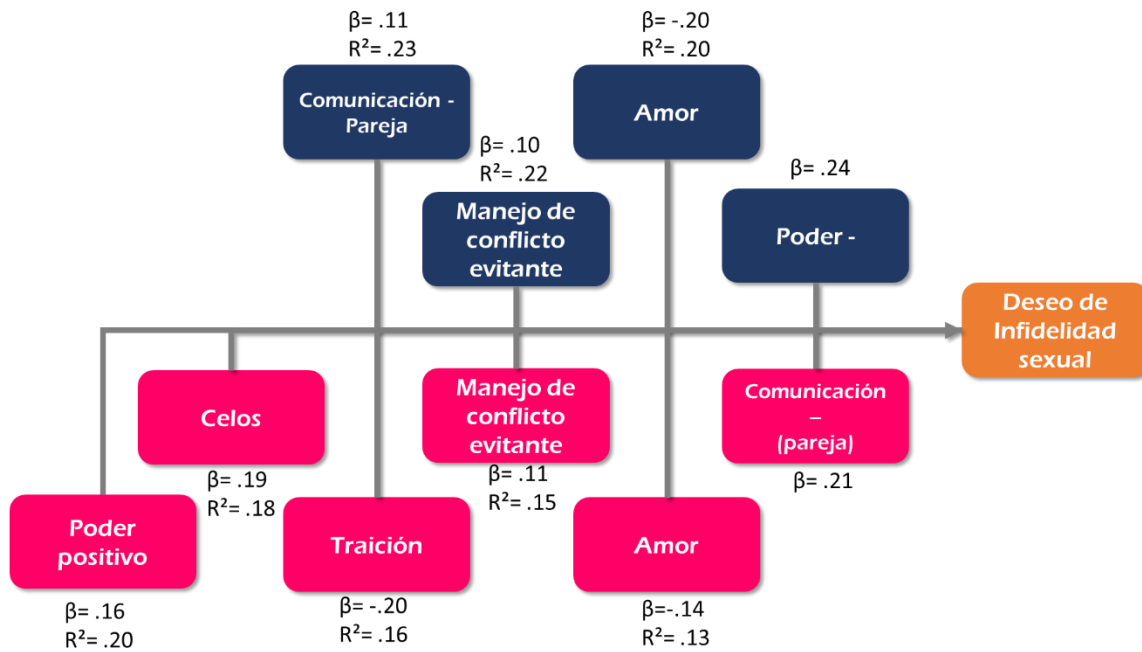 β= .11
R²= .23
β= -.20
R²= .20
Comunicación -
Pareja
Amor
β= .10
R²= .22
β= .24
Manejo de
conflicto
evitante
Poder -
Deseo de
Infidelidad
sexual
Celos
Manejo de
conflicto
evitante
Comunicación
–
(pareja)
β= .19
R²= .18
β= .11
R²= .15
β= .21
Poder
positivo
Traición
Amor
β= .16
R²= .20
β= -.20
R²= .16
β=-.14
R²= .13